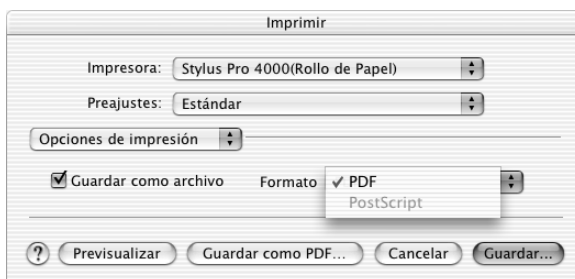 Imprimir
Impresora: Stylus Pro 4000(Rollo de Papel)
Preajustes: Estándar
Opciones de impresión
Guardar como archivo Formato ✓ PDF
PostScript
? Previsualizar Guardar como PDF... Cancelar Guardar...